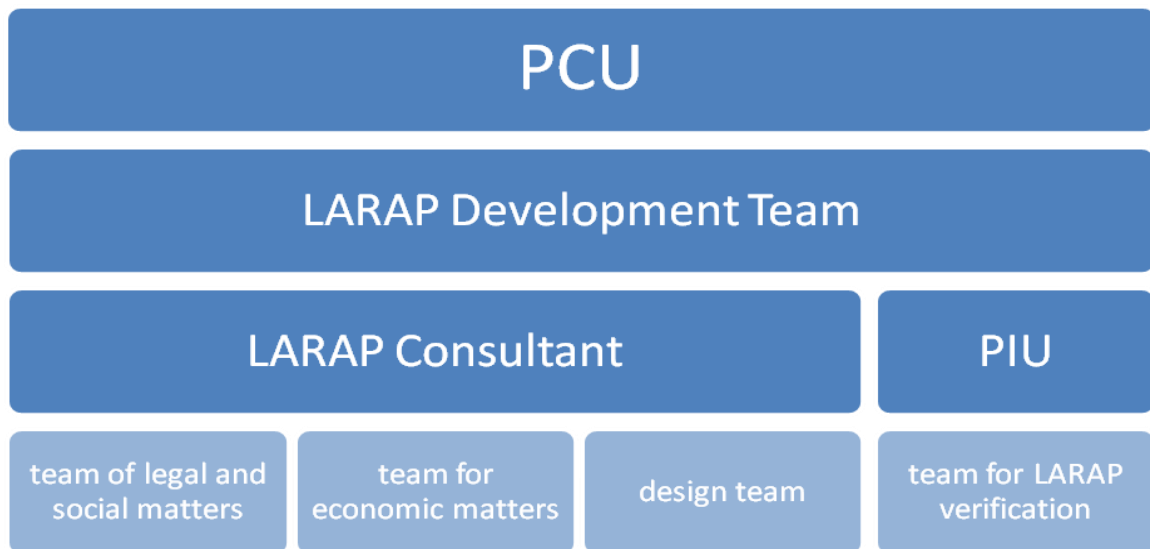 PCU
LARAP Development Team
LARAP Consultant
PIU
team of legal and
social matters
team for
economic matters
design team
team for LARAP
verification